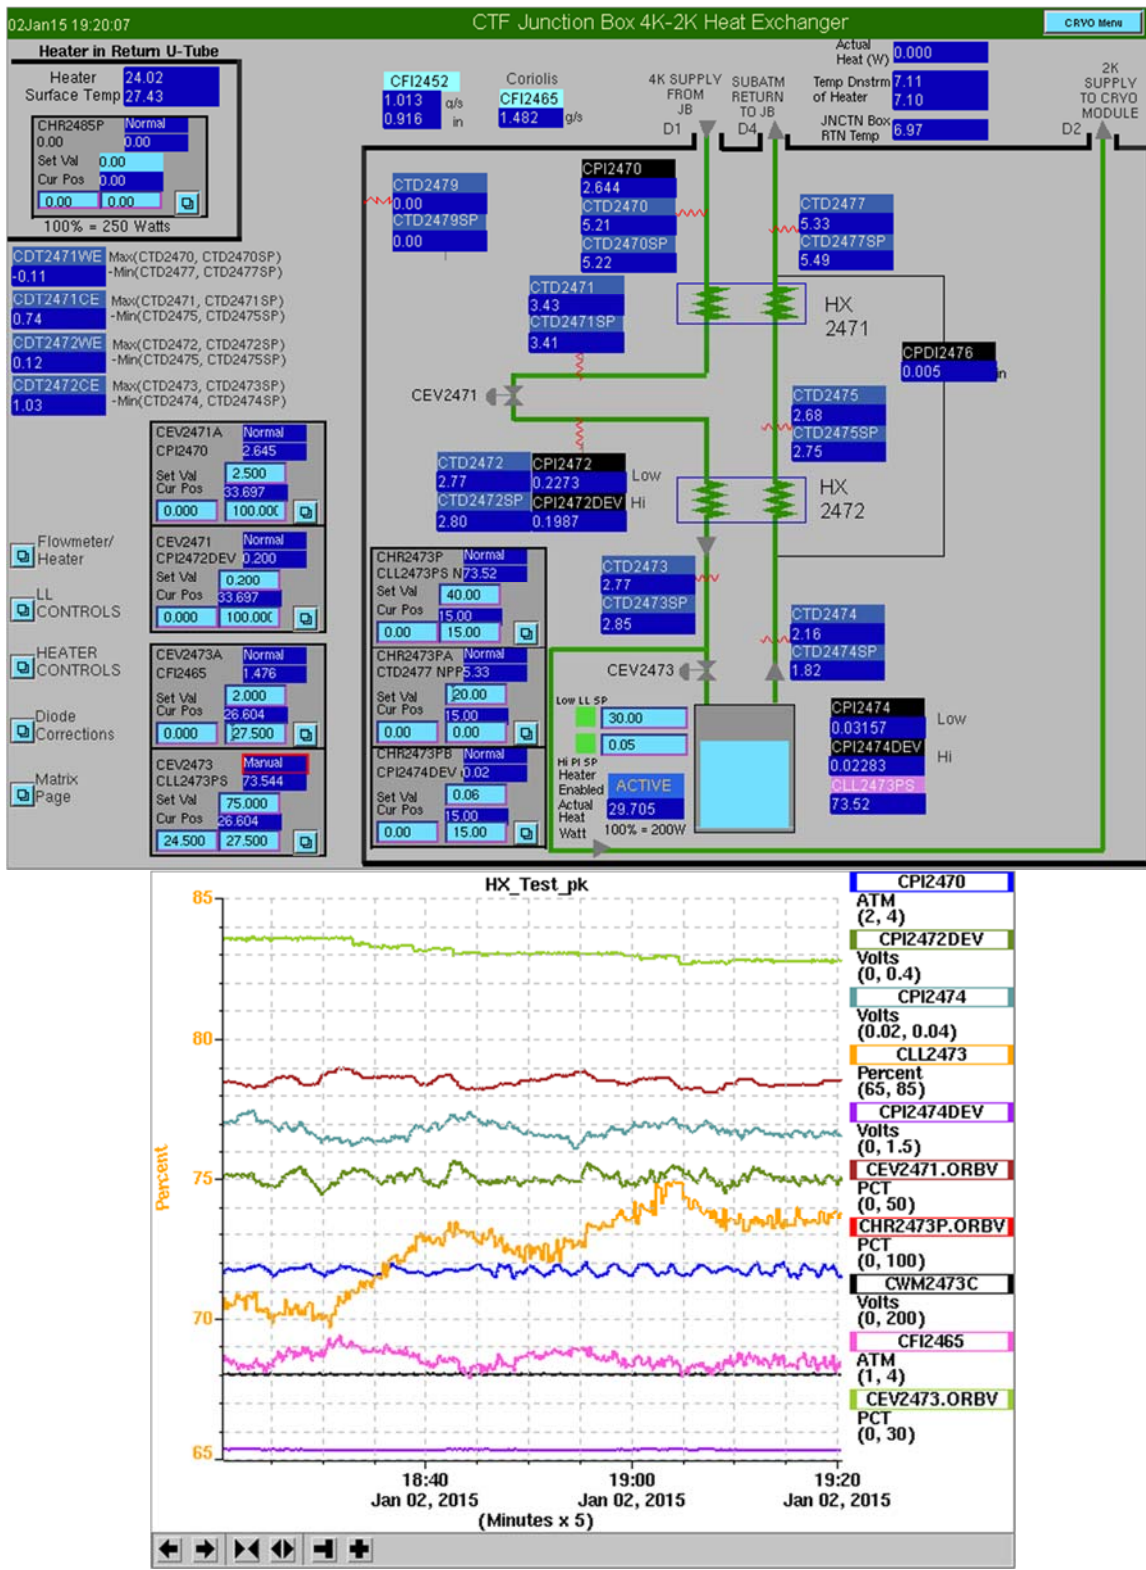 02Jan15 19:20:07
CTF Junction Box 4K-2K Heat Exchanger
CRYO Menu
Heater in Return U-Tube
Heater 24.02
Surface Temp 27.43
CHR2485P Normal
0.00 0.00
Set Val 0.00
Cur Pos 0.00
0.00 0.00
100% = 250 Watts
CFI2452
1.013 g/s
0.916 in
Coriolis
CFI2465
1.482 g/s
4K SUPPLY
FROM
JB
D1
SUBATM
RETURN
TO JB
D4
Actual
Heat (W) 0.000
Temp Dnstrm 7.11
of Heater 7.10
JNCTN Box
RTN Temp 6.97
2K
SUPPLY
TO CRYO
MODULE
D2
CDT2471WE Max(CTD2470, CTD2470SP)
-0.11 -Min(CTD2477, CTD2477SP)
CDT2471CE Max(CTD2471, CTD2471SP)
0.74 -Min(CTD2475, CTD2475SP)
CDT2472WE Max(CTD2472, CTD2472SP)
0.12 -Min(CTD2475, CTD2475SP)
CDT2472CE Max(CTD2473, CTD2473SP)
1.03 -Min(CTD2474, CTD2474SP)
CTD2479
0.00
CTD2479SP
0.00
CPI2470
2.644
CTD2470
5.21
CTD2470SP
5.22
CTD2477
5.33
CTD2477SP
5.49
CTD2471
3.43
CTD2471SP
3.41
HX
2471
CPDI2476
0.005 in
CEV2471
CTD2475
2.68
CTD2475SP
2.75
CTD2472 CPI2472
2.77 0.2273 Low
CTD2472SP CPI2472DEV Hi
2.80 0.1987
HX
2472
CEV2471A Normal
CPI2470 2.645
Set Val 2.500
Cur Pos 33.697
0.000 100.000
CEV2471 Normal
CPI2472DEV 0.200
Set Val 0.200
Cur Pos 33.697
0.000 100.000
CEV2473A Normal
CFI2465 1.476
Set Val 2.000
Cur Pos 26.604
0.000 27.500
CEV2473 Manual
CLL2473PS 73.544
Set Val 75.000
Cur Pos 26.604
24.500 27.500
Flowmeter/
Heater
LL
CONTROLS
HEATER
CONTROLS
Diode
Corrections
Matrix
Page
CHR2473P Normal
CLL2473PS N 73.52
Set Val 40.00
Cur Pos 15.00
0.00 15.00
CHR2473PA Normal
CTD2477 NPP 5.33
Set Val 20.00
Cur Pos 15.00
0.00 0.00
CHR2473PB Normal
CPI2474DEV 0.02
Set Val 0.06
Cur Pos 15.00
0.00 15.00
CTD2473
2.77
CTD2473SP
2.85
CTD2474
2.16
CTD2474SP
1.82
CEV2473
Low LL SP
30.00
0.05
Hi PI SP
Heater
Enabled ACTIVE
Actual
Heat 29.705
Watt 100% = 200W
CPI2474
0.03157 Low
CPI2474DEV
0.02283 Hi
CLL2473PS
73.52
HX_Test_pk
85
80
75
70
65
Percent
18:40 19:00 19:20
Jan 02, 2015 Jan 02, 2015 Jan 02, 2015
(Minutes x 5)
CPI2470
ATM
(2, 4)
CPI2472DEV
Volts
(0, 0.4)
CPI2474
Volts
(0.02, 0.04)
CLL2473
Percent
(65, 85)
CPI2474DEV
Volts
(0, 1.5)
CEV2471.ORBV
PCT
(0, 50)
CHR2473P.ORBV
PCT
(0, 100)
CWM2473C
Volts
(0, 200)
CFI2465
ATM
(1, 4)
CEV2473.ORBV
PCT
(0, 30)